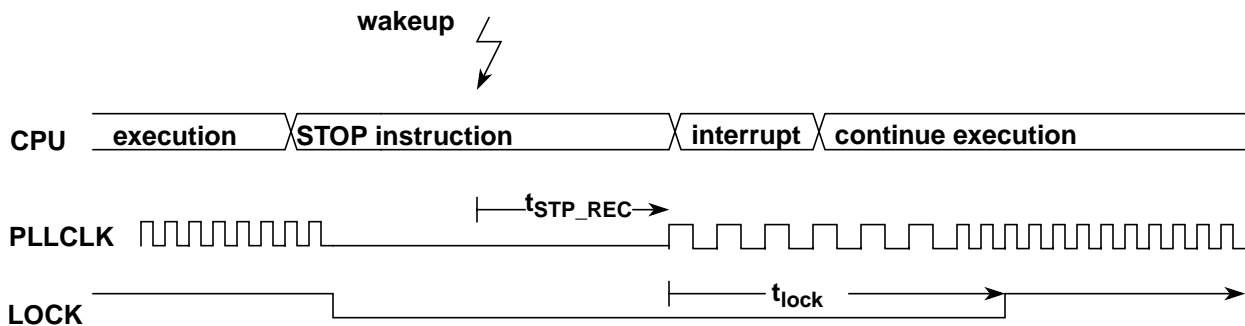 wakeup
CPU execution STOP instruction interrupt continue execution
tSTP_REC
PLLCLK
tlock
LOCK